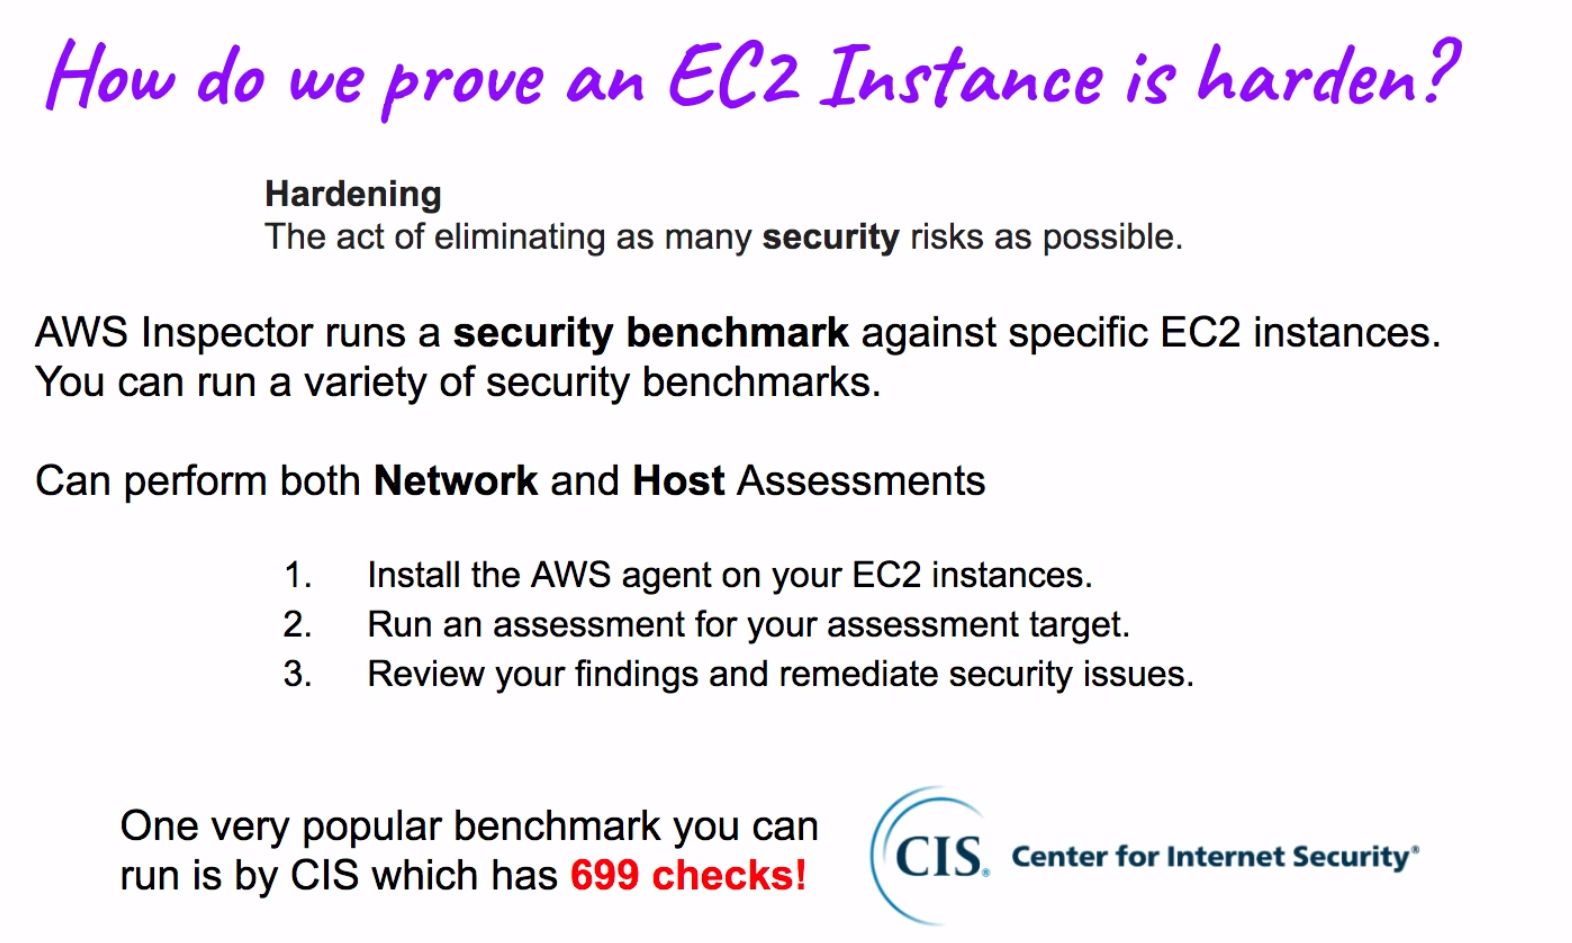 How do we prove an EC2 Instance is harden?
Hardening
The act of eliminating as many security risks as possible.
AWS Inspector runs a security benchmark against specific EC2 instances.
You can run a variety of security benchmarks.
Can perform both Network and Host Assessments
1. Install the AWS agent on your EC2 instances.
2. Run an assessment for your assessment target.
3. Review your findings and remediate security issues.
One very popular benchmark you can
run is by CIS which has 699 checks!
CIS® Center for Internet Security®